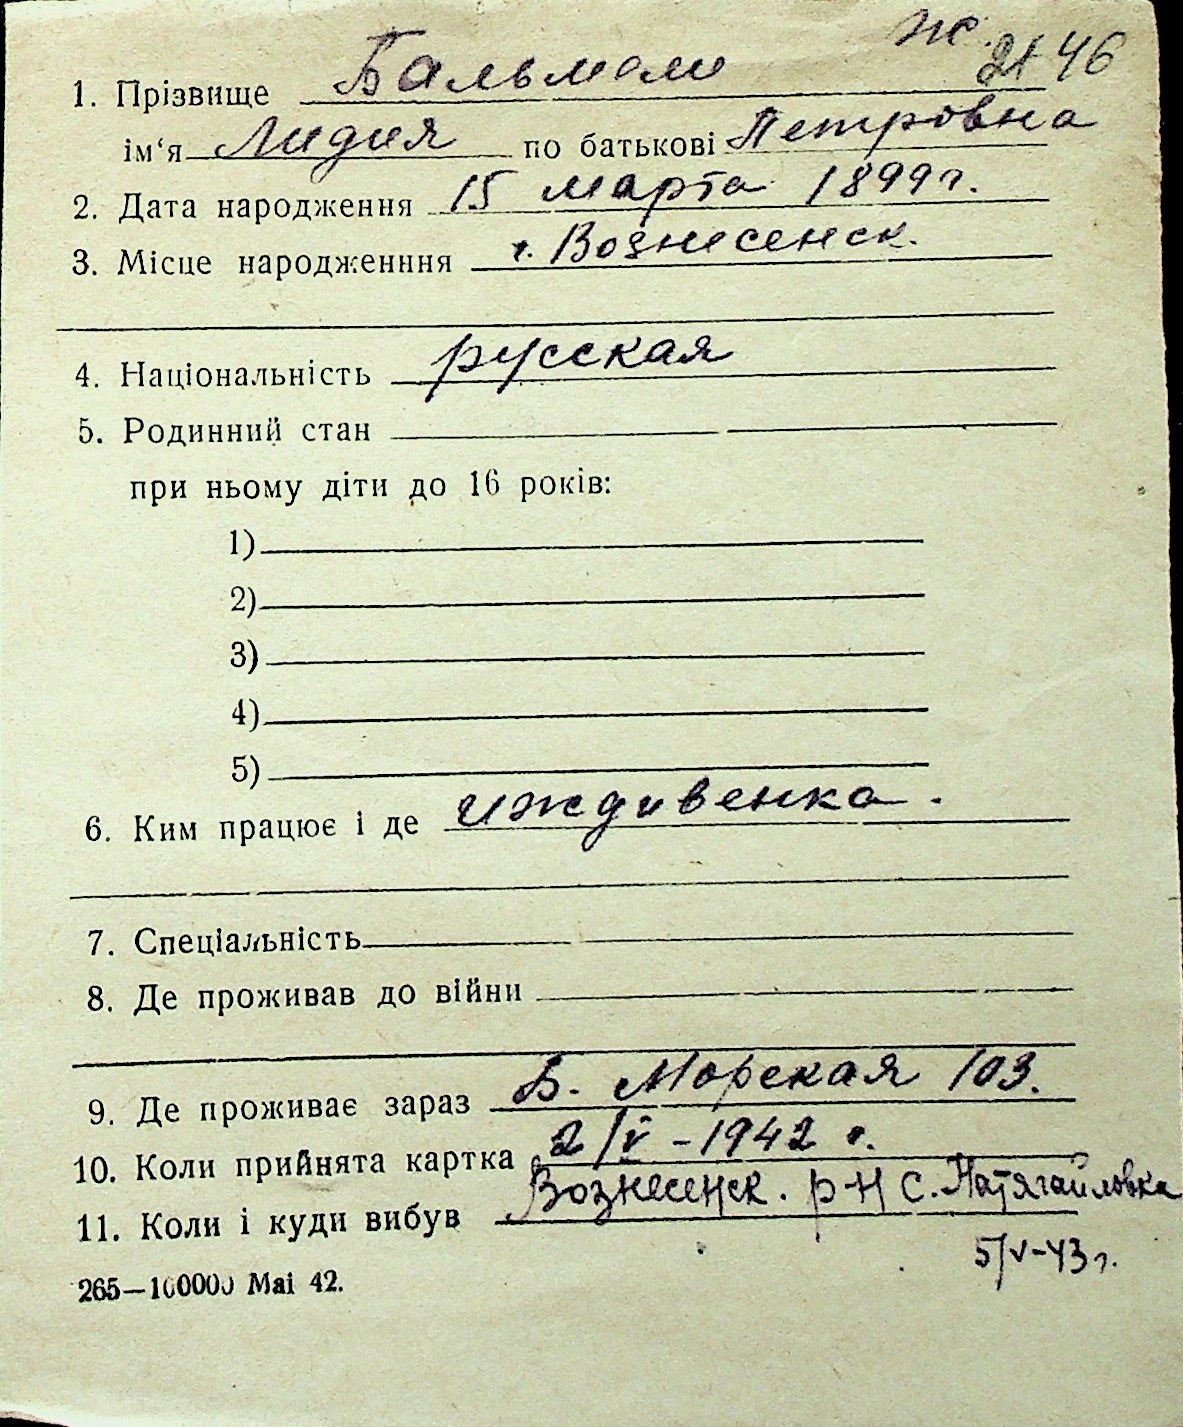 ж. 2146
1. Прізвище Бальмаш
ім‘я Лидия по батькові Петровна
2. Дата народження 15 марта 1899 г.
3. Місце народженння г. Вознесенск.
4. Національність русская
5. Родинний стан
при ньому діти до 16 років:
1)
2)
3)
4)
5)
6. Ким працює і де иждивенка.
7. Спеціальність
8. Де проживав до війни
9. Де проживає зараз Б. Морская 103.
10. Коли прийнята картка 2/V - 1942 г.
11. Коли і куди вибув Вознесенск. р-н с. Натягайловка
5/V-43 г.
265—100000 Mai 42.